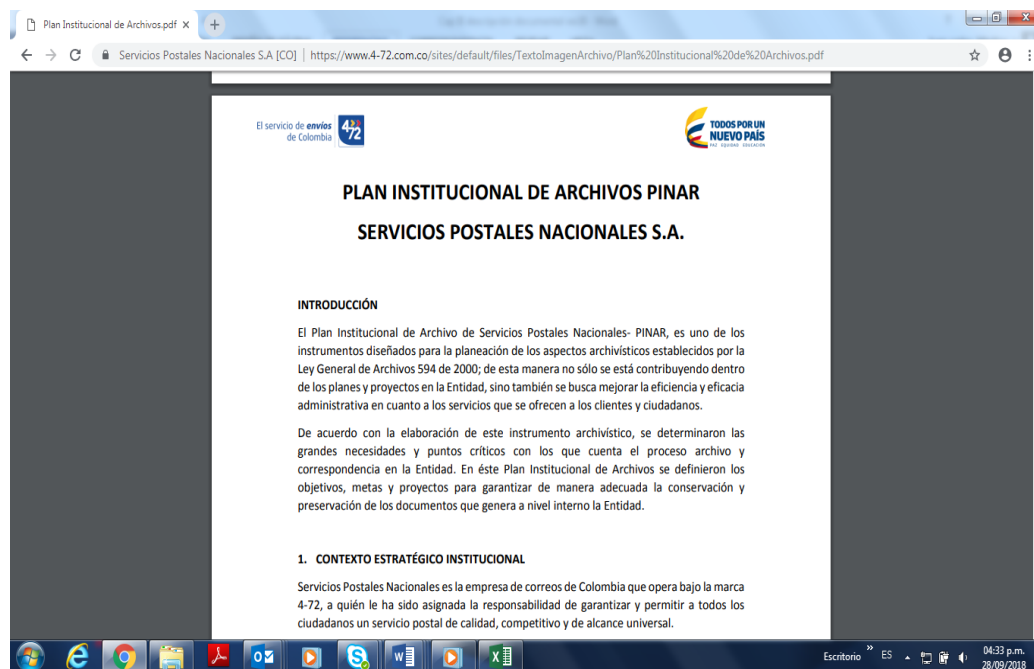 Plan Institucional de Archivos.pdf
Servicios Postales Nacionales S.A [CO] | https://www.4-72.com.co/sites/default/files/TextoImagenArchivo/Plan%20Institucional%20de%20Archivos.pdf
El servicio de envíos
de Colombia
4-72
TODOS POR UN
NUEVO PAÍS
PAZ EQUIDAD EDUCACIÓN
PLAN INSTITUCIONAL DE ARCHIVOS PINAR
SERVICIOS POSTALES NACIONALES S.A.
INTRODUCCIÓN
El Plan Institucional de Archivo de Servicios Postales Nacionales- PINAR, es uno de los
instrumentos diseñados para la planeación de los aspectos archivísticos establecidos por la
Ley General de Archivos 594 de 2000; de esta manera no sólo se está contribuyendo dentro
de los planes y proyectos en la Entidad, sino también se busca mejorar la eficiencia y eficacia
administrativa en cuanto a los servicios que se ofrecen a los clientes y ciudadanos.
De acuerdo con la elaboración de este instrumento archivístico, se determinaron las
grandes necesidades y puntos críticos con los que cuenta el proceso archivo y
correspondencia en la Entidad. En éste Plan Institucional de Archivos se definieron los
objetivos, metas y proyectos para garantizar de manera adecuada la conservación y
preservación de los documentos que genera a nivel interno la Entidad.
1. CONTEXTO ESTRATÉGICO INSTITUCIONAL
Servicios Postales Nacionales es la empresa de correos de Colombia que opera bajo la marca
4-72, a quién le ha sido asignada la responsabilidad de garantizar y permitir a todos los
ciudadanos un servicio postal de calidad, competitivo y de alcance universal.
Escritorio » ES 04:33 p.m.
28/09/2018